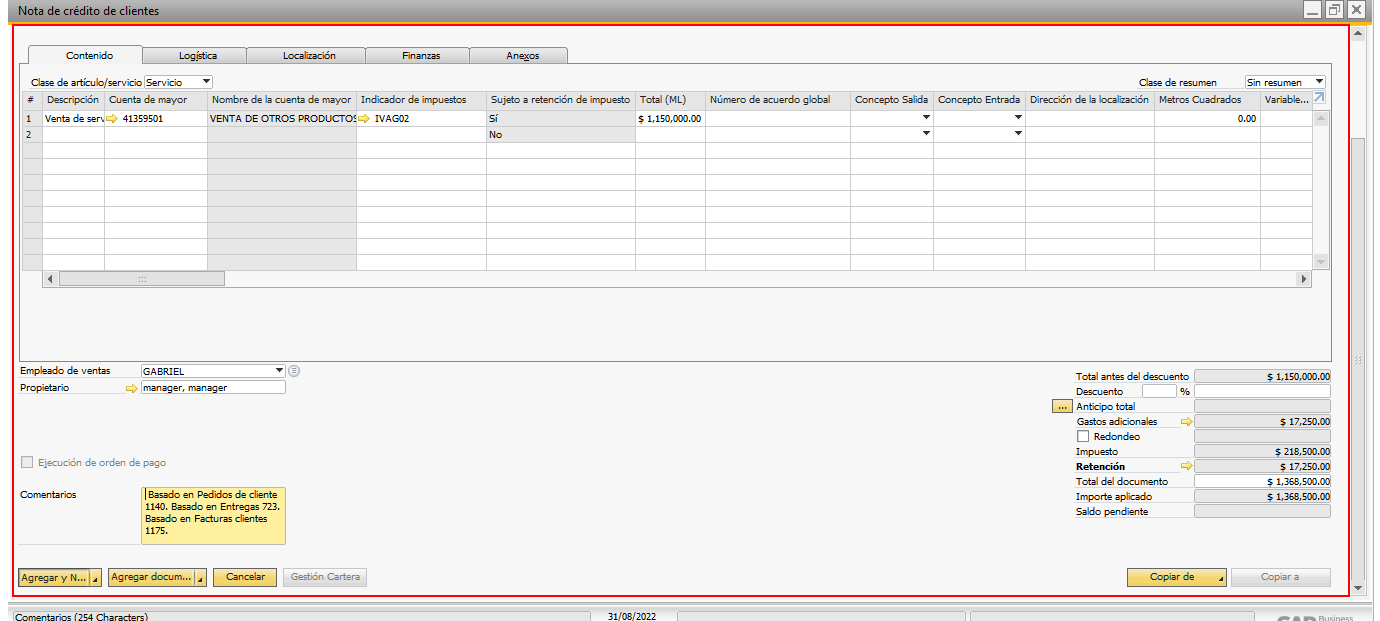 Nota de crédito de clientes
Contenido Logística Localización Finanzas Anexos
Clase de artículo/servicio Servicio Clase de resumen Sin resumen
# Descripción Cuenta de mayor Nombre de la cuenta de mayor Indicador de impuestos Sujeto a retención de impuesto Total (ML) Número de acuerdo global Concepto Salida Concepto Entrada Dirección de la localización Metros Cuadrados Variable...
1 Venta de serv 41359501 VENTA DE OTROS PRODUCTOS IVAG02 Sí $ 1,150,000.00 0.00
2 No
Empleado de ventas GABRIEL
Propietario manager, manager
Total antes del descuento $ 1,150,000.00
Descuento %
... Anticipo total
Gastos adicionales $ 17,250.00
Redondeo
Impuesto $ 218,500.00
Retención $ 17,250.00
Total del documento $ 1,368,500.00
Importe aplicado $ 1,368,500.00
Saldo pendiente
Ejecución de orden de pago
Comentarios
Basado en Pedidos de cliente
1140. Basado en Entregas 723.
Basado en Facturas clientes
1175.
Agregar y N... Agregar docum... Cancelar Gestión Cartera Copiar de Copiar a
Comentarios (254 Characters) 31/08/2022 SAP Business